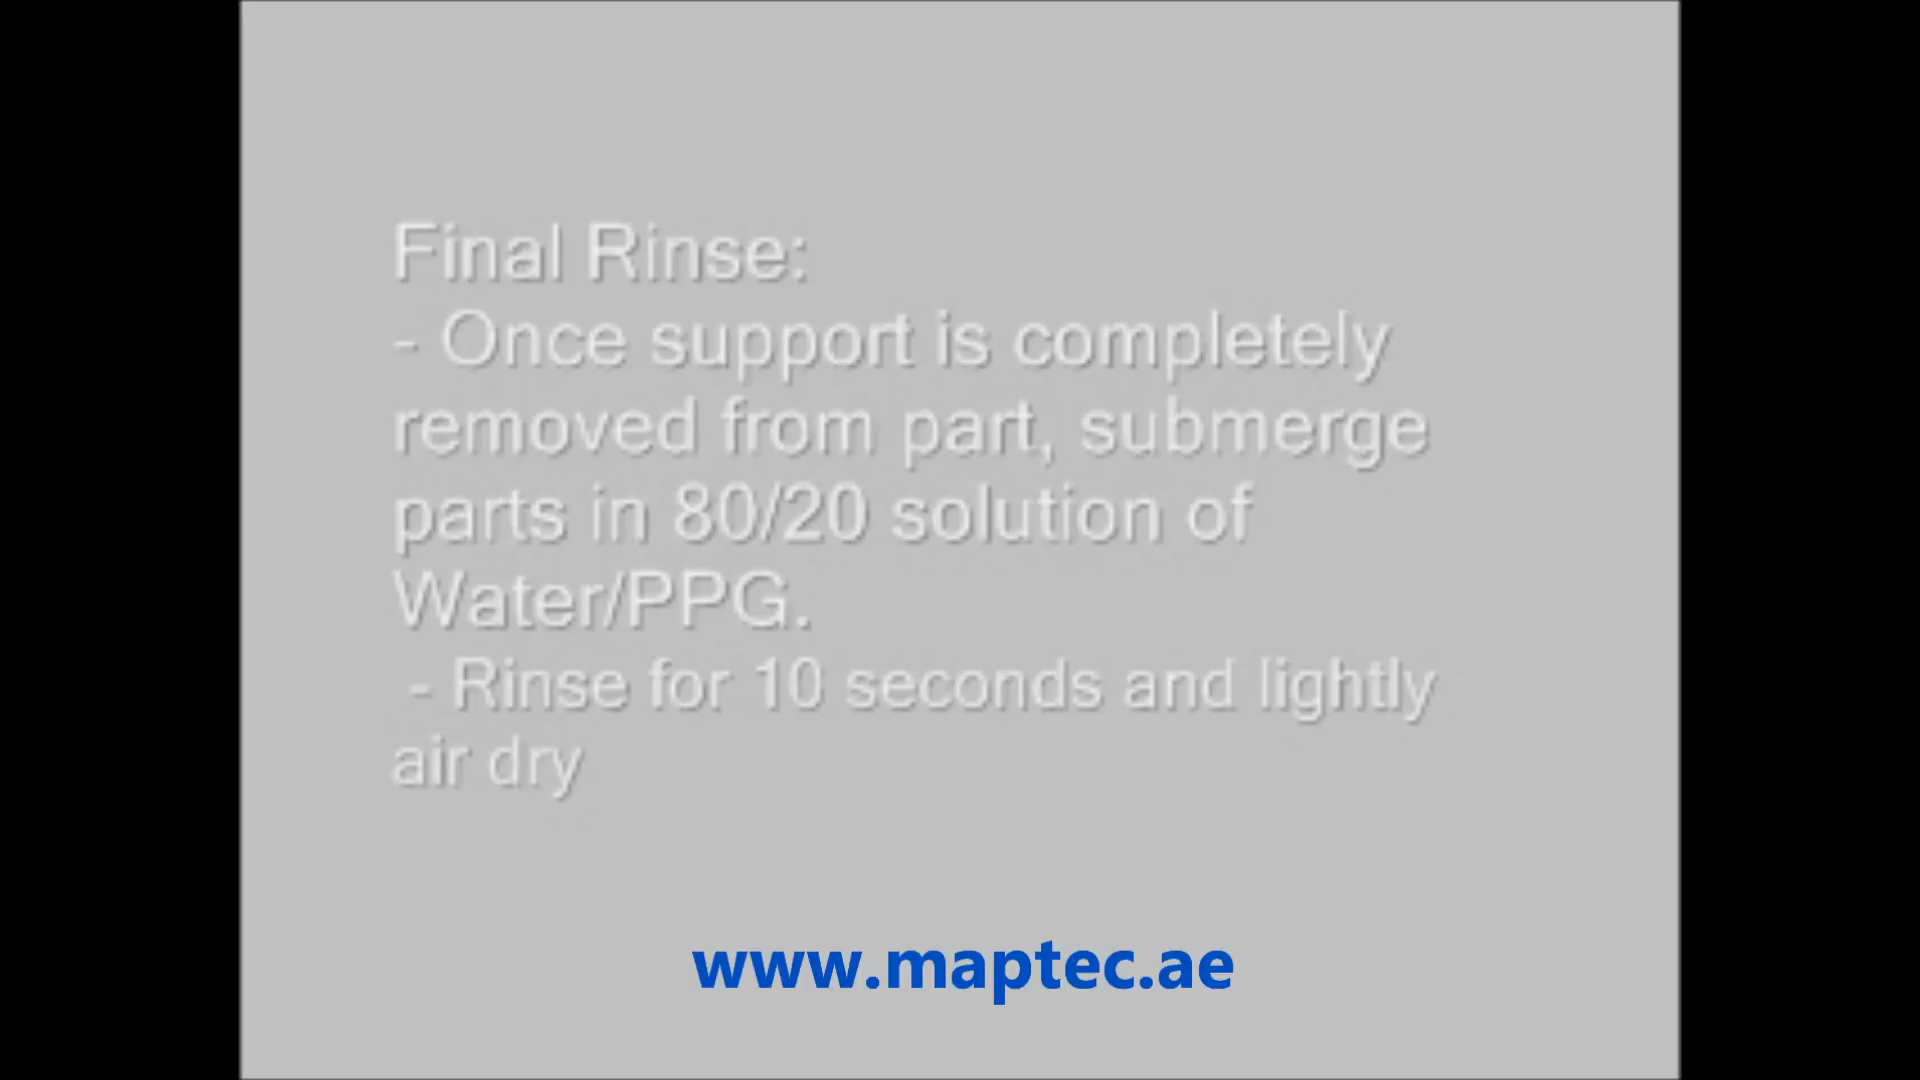 Final Rinse:
- Once support is completely
removed from part, submerge
parts in 80/20 solution of
Water/PPG.
- Rinse for 10 seconds and lightly
air dry
www.maptec.ae